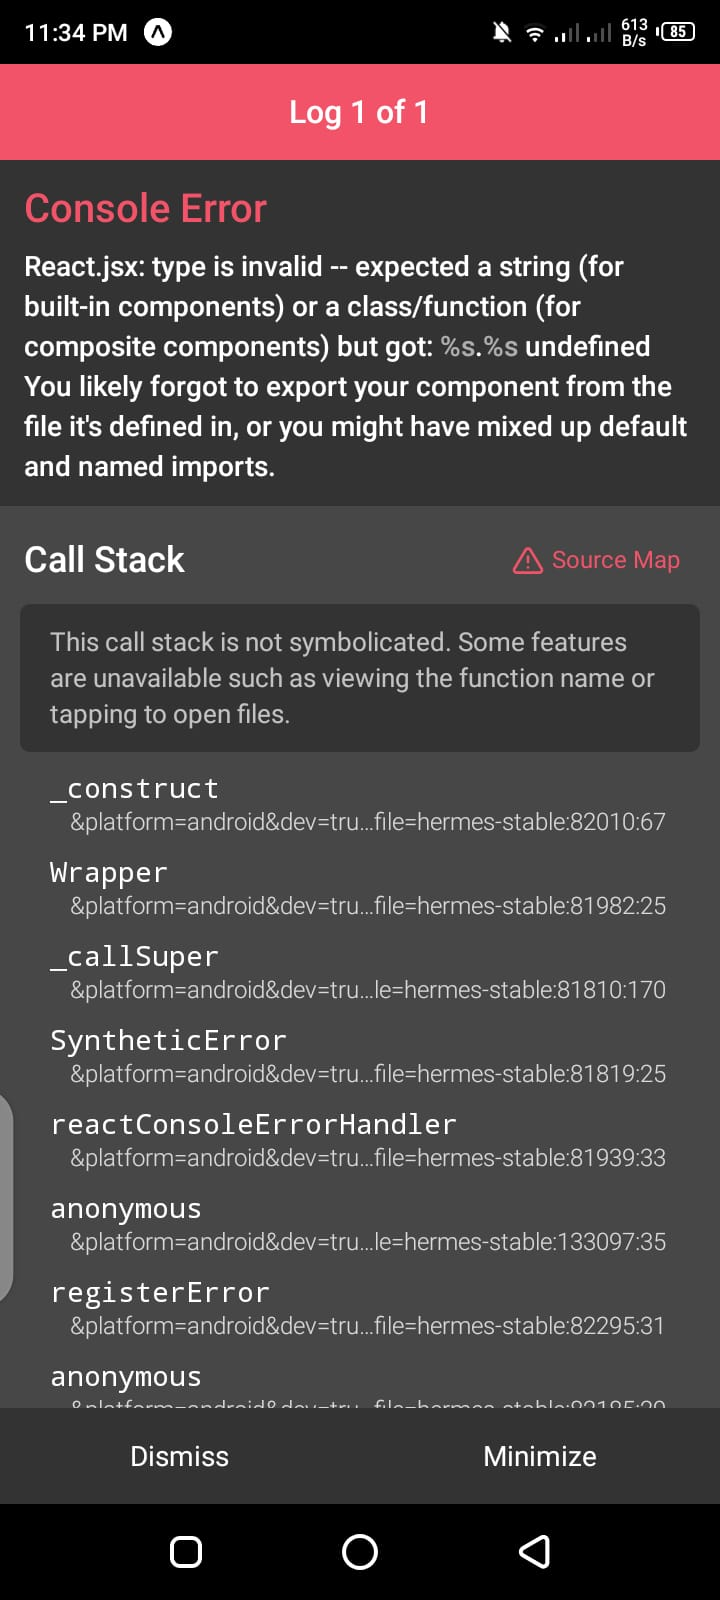 11:34 PM
613
B/s
85
Log 1 of 1
Console Error
React.jsx: type is invalid -- expected a string (for
built-in components) or a class/function (for
composite components) but got: %s.%s undefined
You likely forgot to export your component from the
file it's defined in, or you might have mixed up default
and named imports.
Call Stack
Source Map
This call stack is not symbolicated. Some features
are unavailable such as viewing the function name or
tapping to open files.
_construct
&platform=android&dev=tru...file=hermes-stable:82010:67
Wrapper
&platform=android&dev=tru...file=hermes-stable:81982:25
_callSuper
&platform=android&dev=tru...le=hermes-stable:81810:170
SyntheticError
&platform=android&dev=tru...file=hermes-stable:81819:25
reactConsoleErrorHandler
&platform=android&dev=tru...file=hermes-stable:81939:33
anonymous
&platform=android&dev=tru...le=hermes-stable:133097:35
registerError
&platform=android&dev=tru...file=hermes-stable:82295:31
anonymous
Dismiss
Minimize